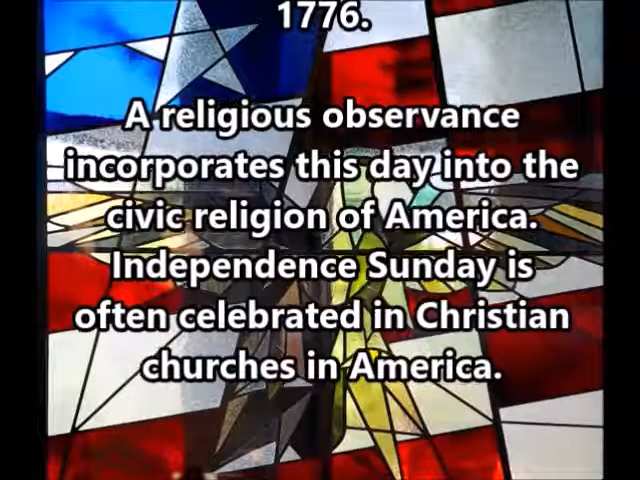 1776.
A religious observance
incorporates this day into the
civic religion of America.
Independence Sunday is
often celebrated in Christian
churches in America.